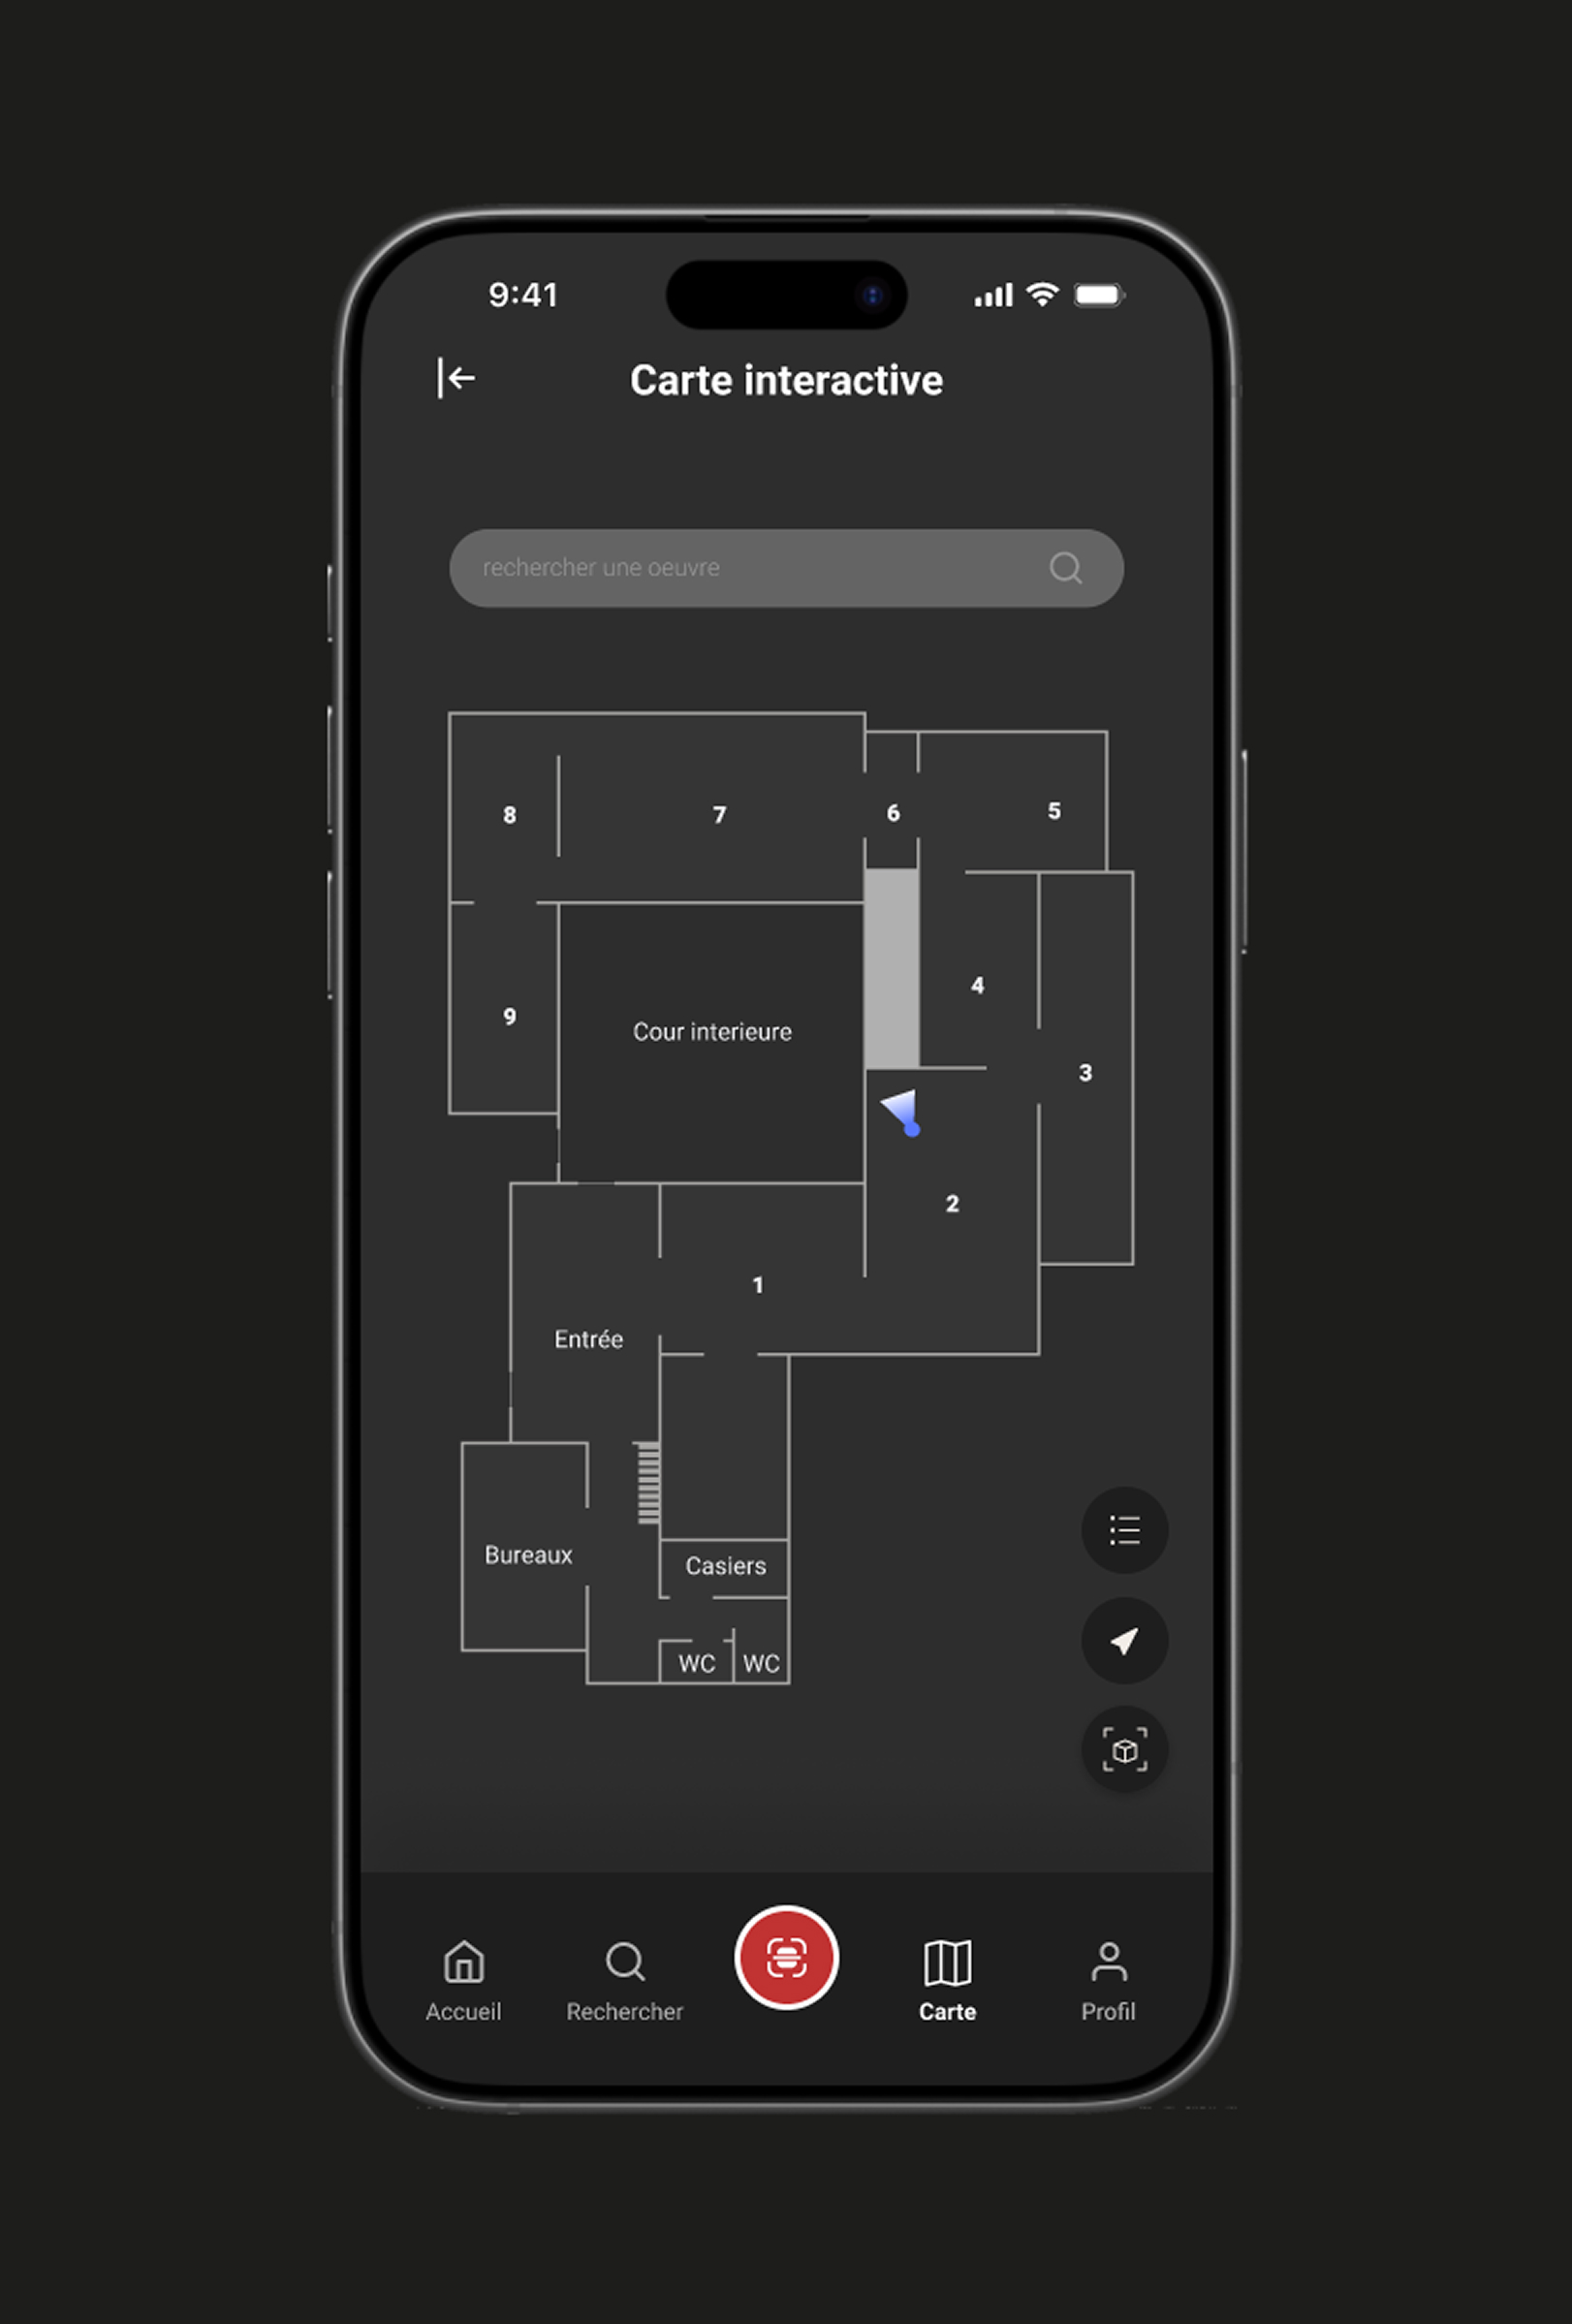 9:41
Carte interactive
rechercher une oeuvre
8
7
6
5
4
9
Cour interieure
3
2
1
Entrée
Bureaux
Casiers
WC
WC
Accueil
Rechercher
Carte
Profil